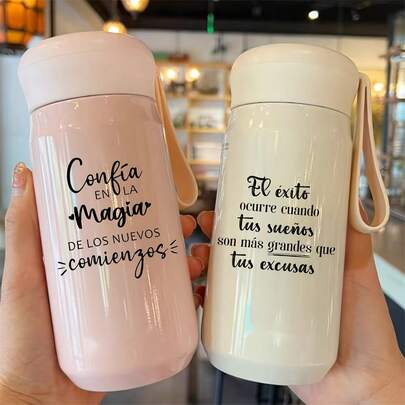 Confía
EN LA
Magia
DE LOS NUEVOS
comienzos
El éxito
ocurre cuando
tus sueños
son más grandes que
tus excusas